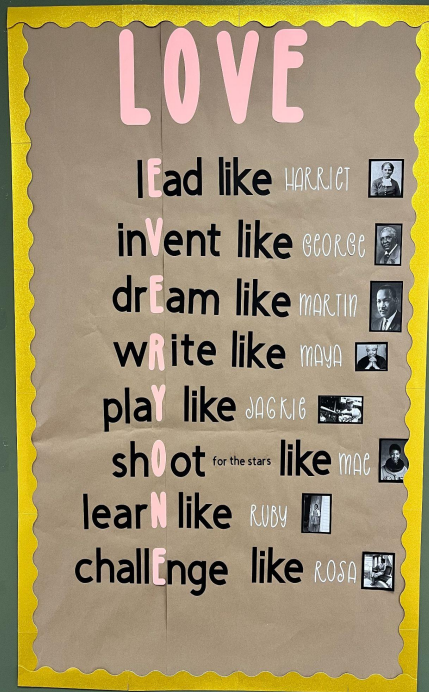 LOVE
lEad like HARRIET
inVent like GEORGE
drEam like MARTIN
wRite like MAYA
plaY like JACKIE
shOot for the stars like MAE
learN like RUBY
challEnge like ROSA